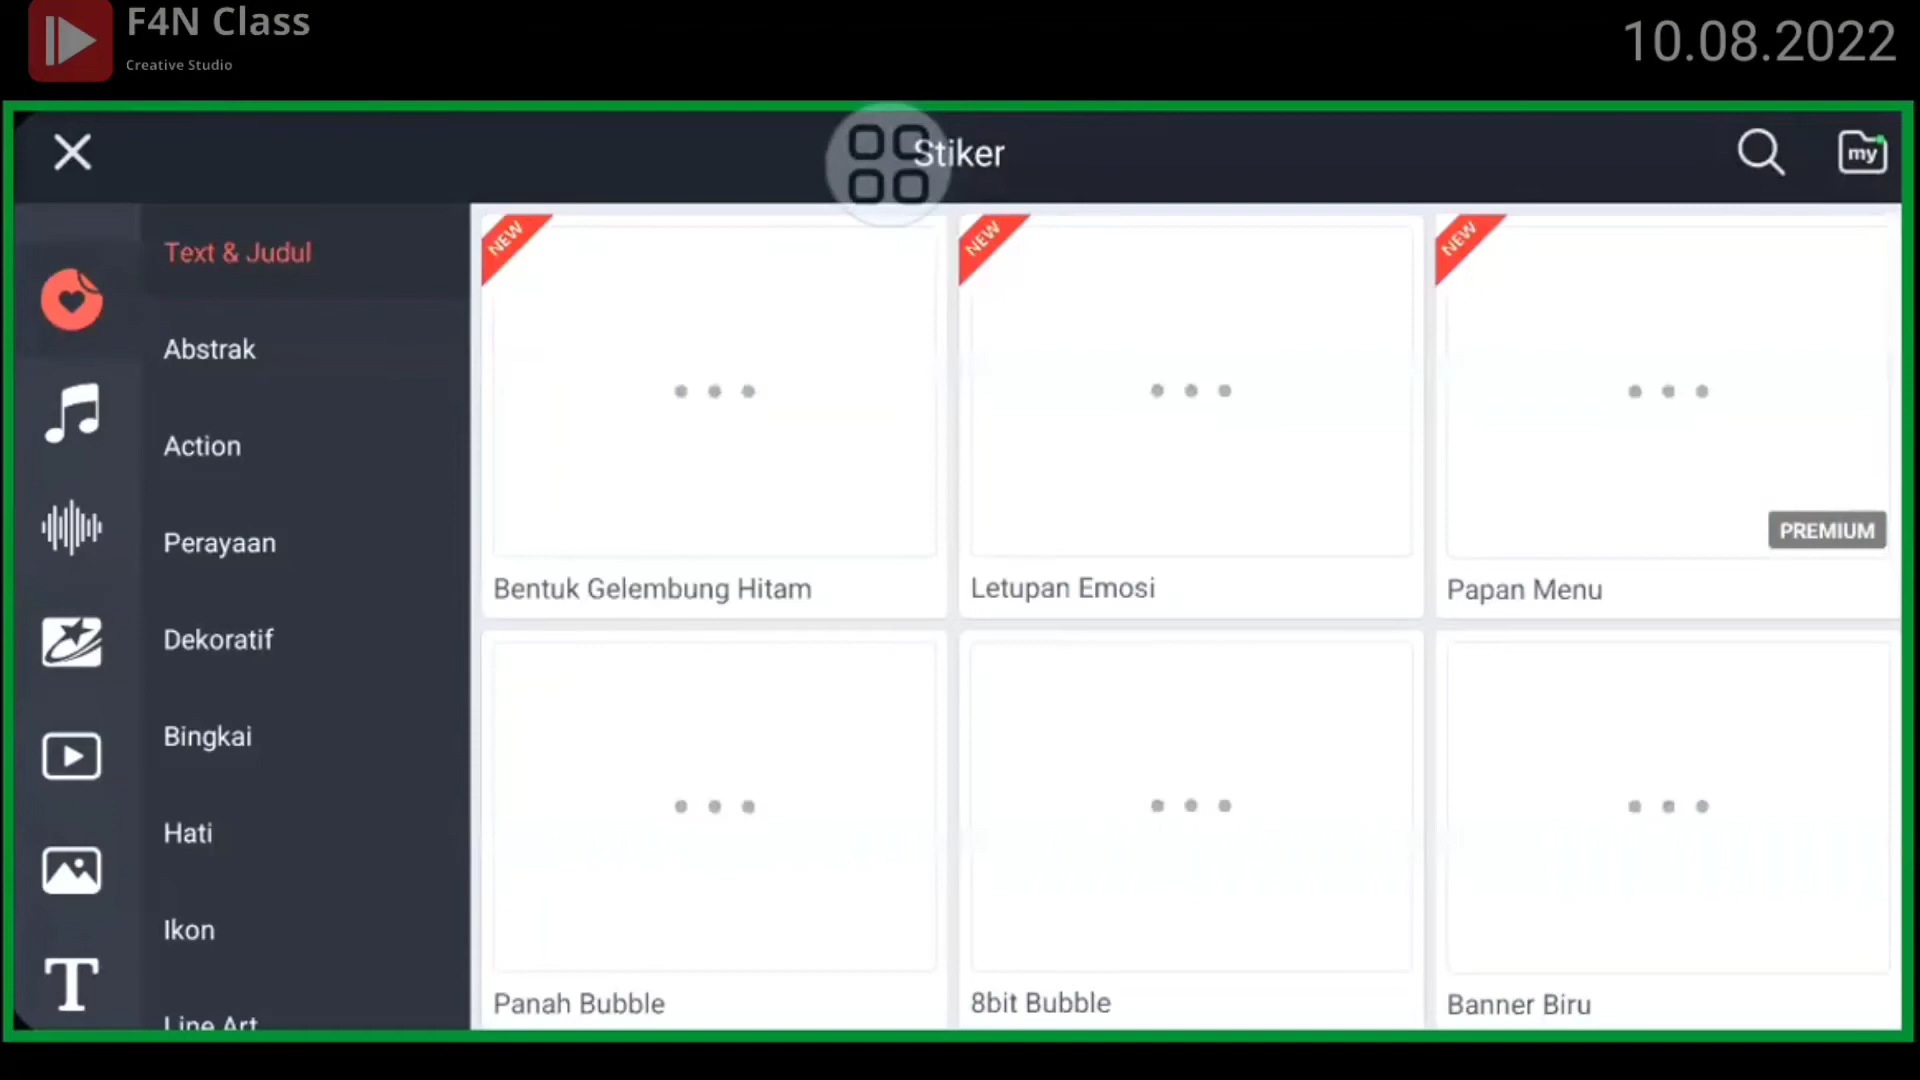 F4N Class
Creative Studio
10.08.2022
Stiker
my
Text & Judul
Abstrak
Action
Perayaan
Dekoratif
Bingkai
Hati
Ikon
Line Art
T
NEW
NEW
NEW
PREMIUM
Bentuk Gelembung Hitam
Letupan Emosi
Papan Menu
Panah Bubble
8bit Bubble
Banner Biru